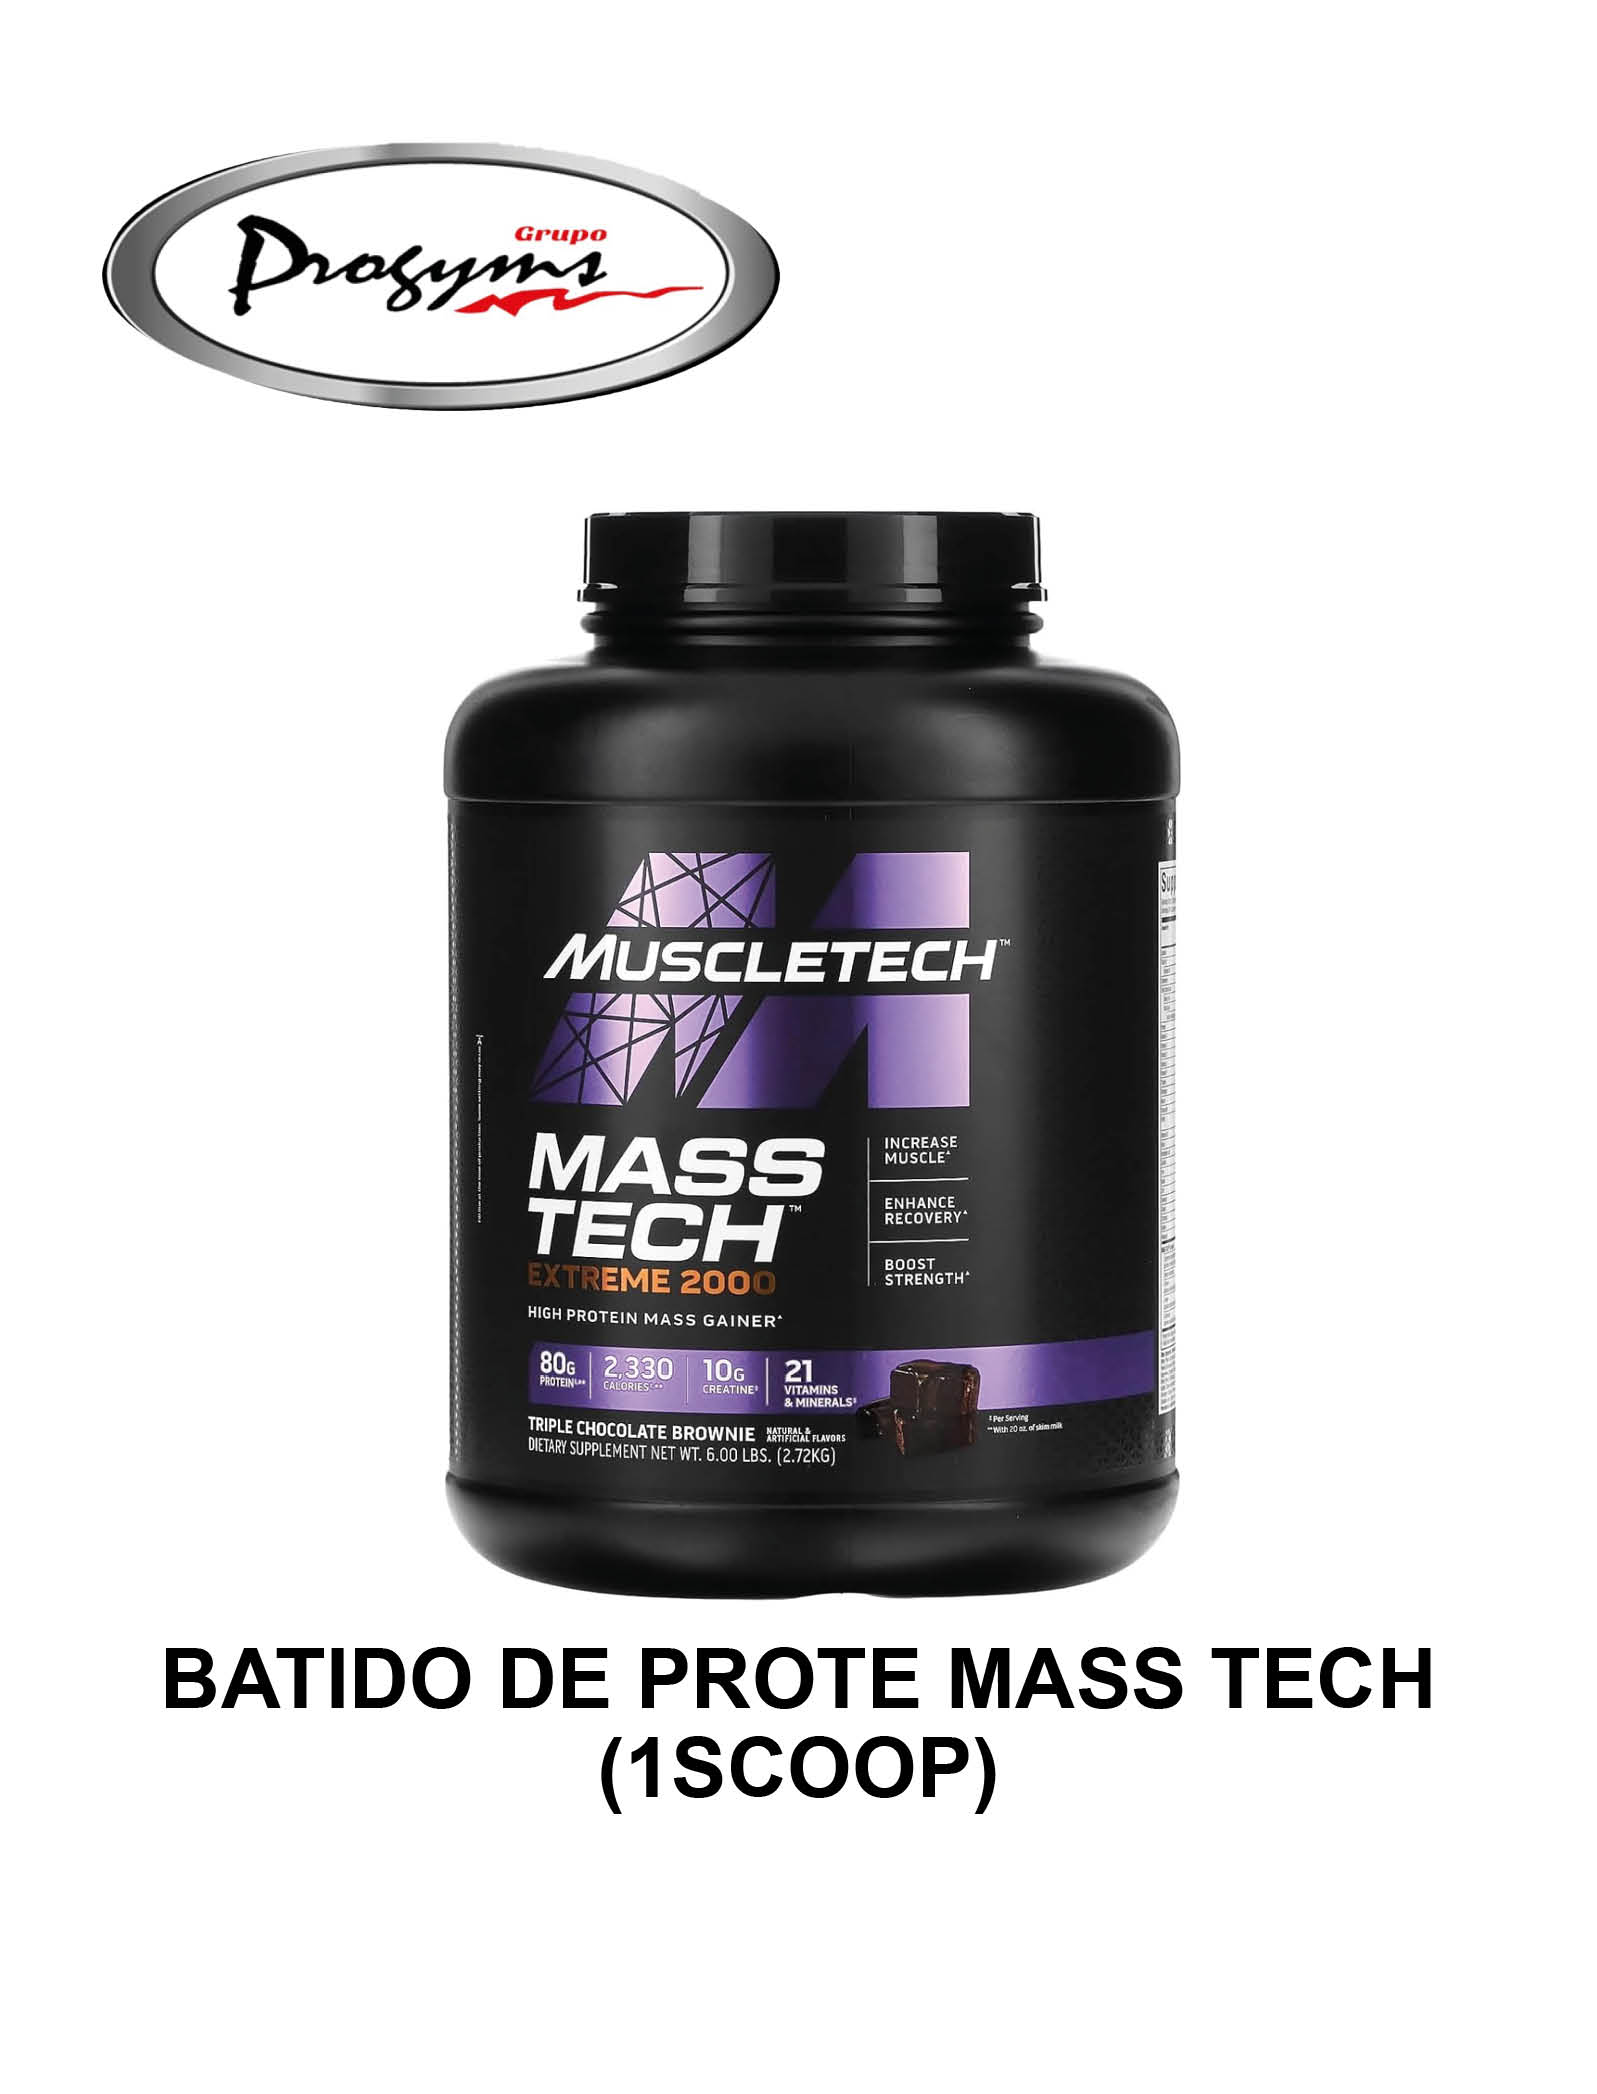 Grupo
Progyms
MUSCLETECH™
MASS
TECH™
EXTREME 2000
HIGH PROTEIN MASS GAINER▲
INCREASE
MUSCLE▲
ENHANCE
RECOVERY▲
BOOST
STRENGTH▲
80G
PROTEIN
2,330
CALORIES
10G
CREATINE‡
21
VITAMINS
& MINERALS‡
TRIPLE CHOCOLATE BROWNIE
NATURAL &
ARTIFICIAL FLAVORS
DIETARY SUPPLEMENT NET WT. 6.00 LBS. (2.72KG)
‡ Per Serving
**With 20 oz. of skim milk
Supp
BATIDO DE PROTE MASS TECH
(1SCOOP)